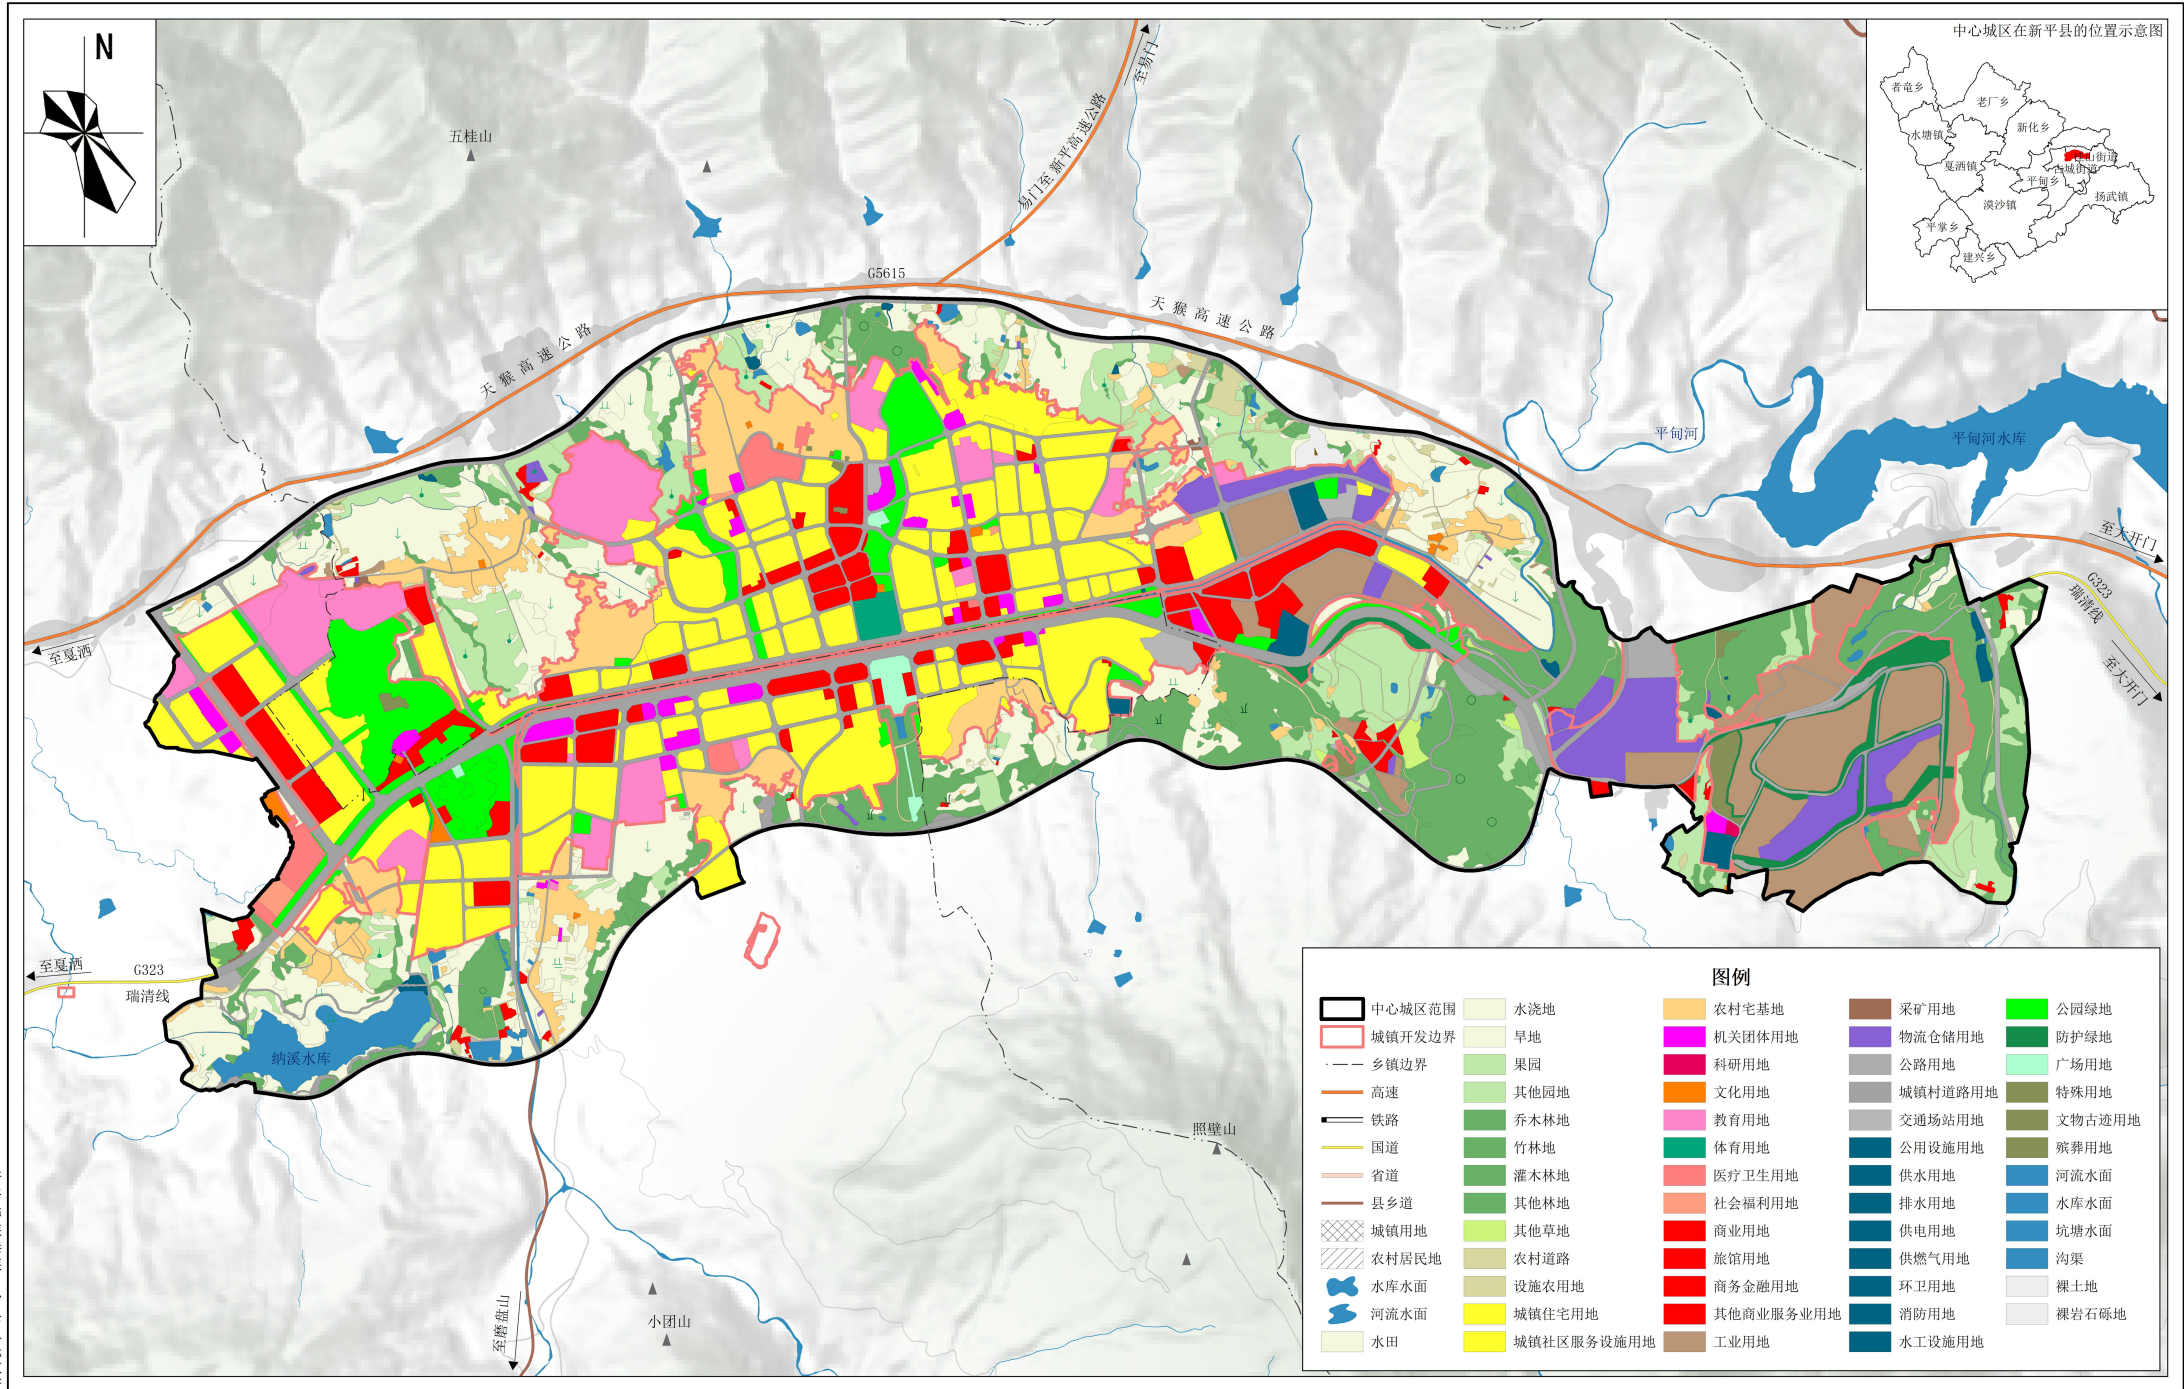 N
中心城区在新平县的位置示意图
者竜乡
老厂乡
新化乡
水塘镇
戛洒镇
桂山街道
古城街道
平甸乡
扬武镇
漠沙镇
平掌乡
建兴乡
至易门
易门至新平高速公路
五桂山
G5615
天猴高速公路
天猴高速公路
平甸河
平甸河水库
至大开门
G323
瑞清线
至大开门
至戛洒
至戛洒
G323
瑞清线
纳溪水库
照壁山
小团山
至磨盘山
图例
中心城区范围
城镇开发边界
乡镇边界
高速
铁路
国道
省道
县乡道
城镇用地
农村居民地
水库水面
河流水面
水田
水浇地
旱地
果园
其他园地
乔木林地
竹林地
灌木林地
其他林地
其他草地
农村道路
设施农用地
城镇住宅用地
城镇社区服务设施用地
农村宅基地
机关团体用地
科研用地
文化用地
教育用地
体育用地
医疗卫生用地
社会福利用地
商业用地
旅馆用地
商务金融用地
其他商业服务业用地
工业用地
采矿用地
物流仓储用地
公路用地
城镇村道路用地
交通场站用地
公用设施用地
供水用地
排水用地
供电用地
供燃气用地
环卫用地
消防用地
水工设施用地
公园绿地
防护绿地
广场用地
特殊用地
文物古迹用地
殡葬用地
河流水面
水库水面
坑塘水面
沟渠
裸土地
裸岩石砾地